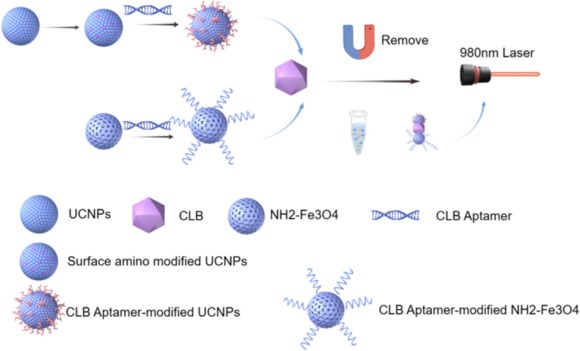 Remove
980nm Laser
UCNPs
CLB
NH2-Fe3O4
CLB Aptamer
Surface amino modified UCNPs
CLB Aptamer-modified UCNPs
CLB Aptamer-modified NH2-Fe3O4